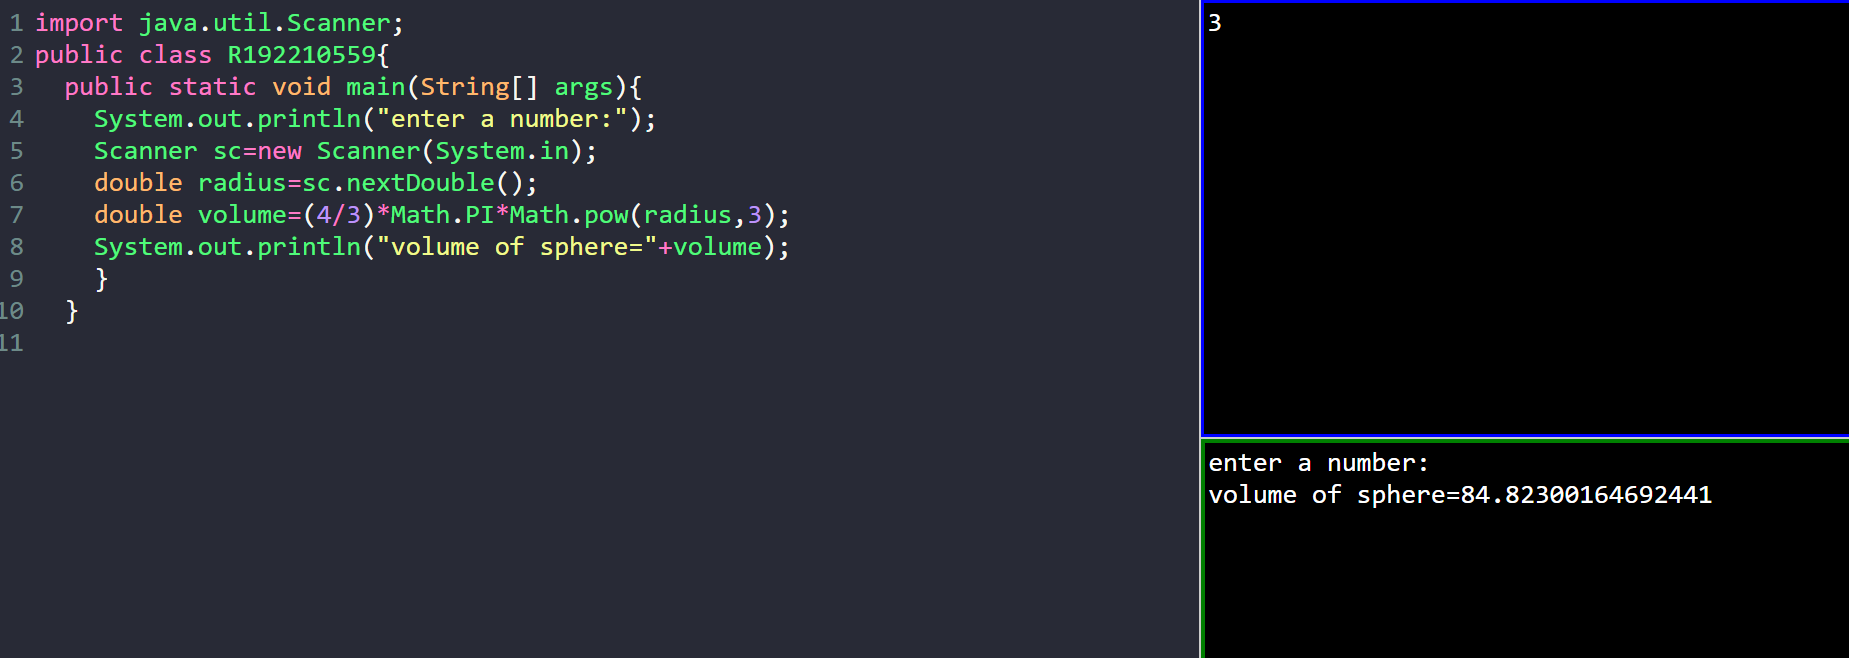 1 import java.util.Scanner;
2 public class R192210559{
3   public static void main(String[] args){
4     System.out.println("enter a number:");
5     Scanner sc=new Scanner(System.in);
6     double radius=sc.nextDouble();
7     double volume=(4/3)*Math.PI*Math.pow(radius,3);
8     System.out.println("volume of sphere="+volume);
9     }
10   }
11
3
enter a number:
volume of sphere=84.82300164692441